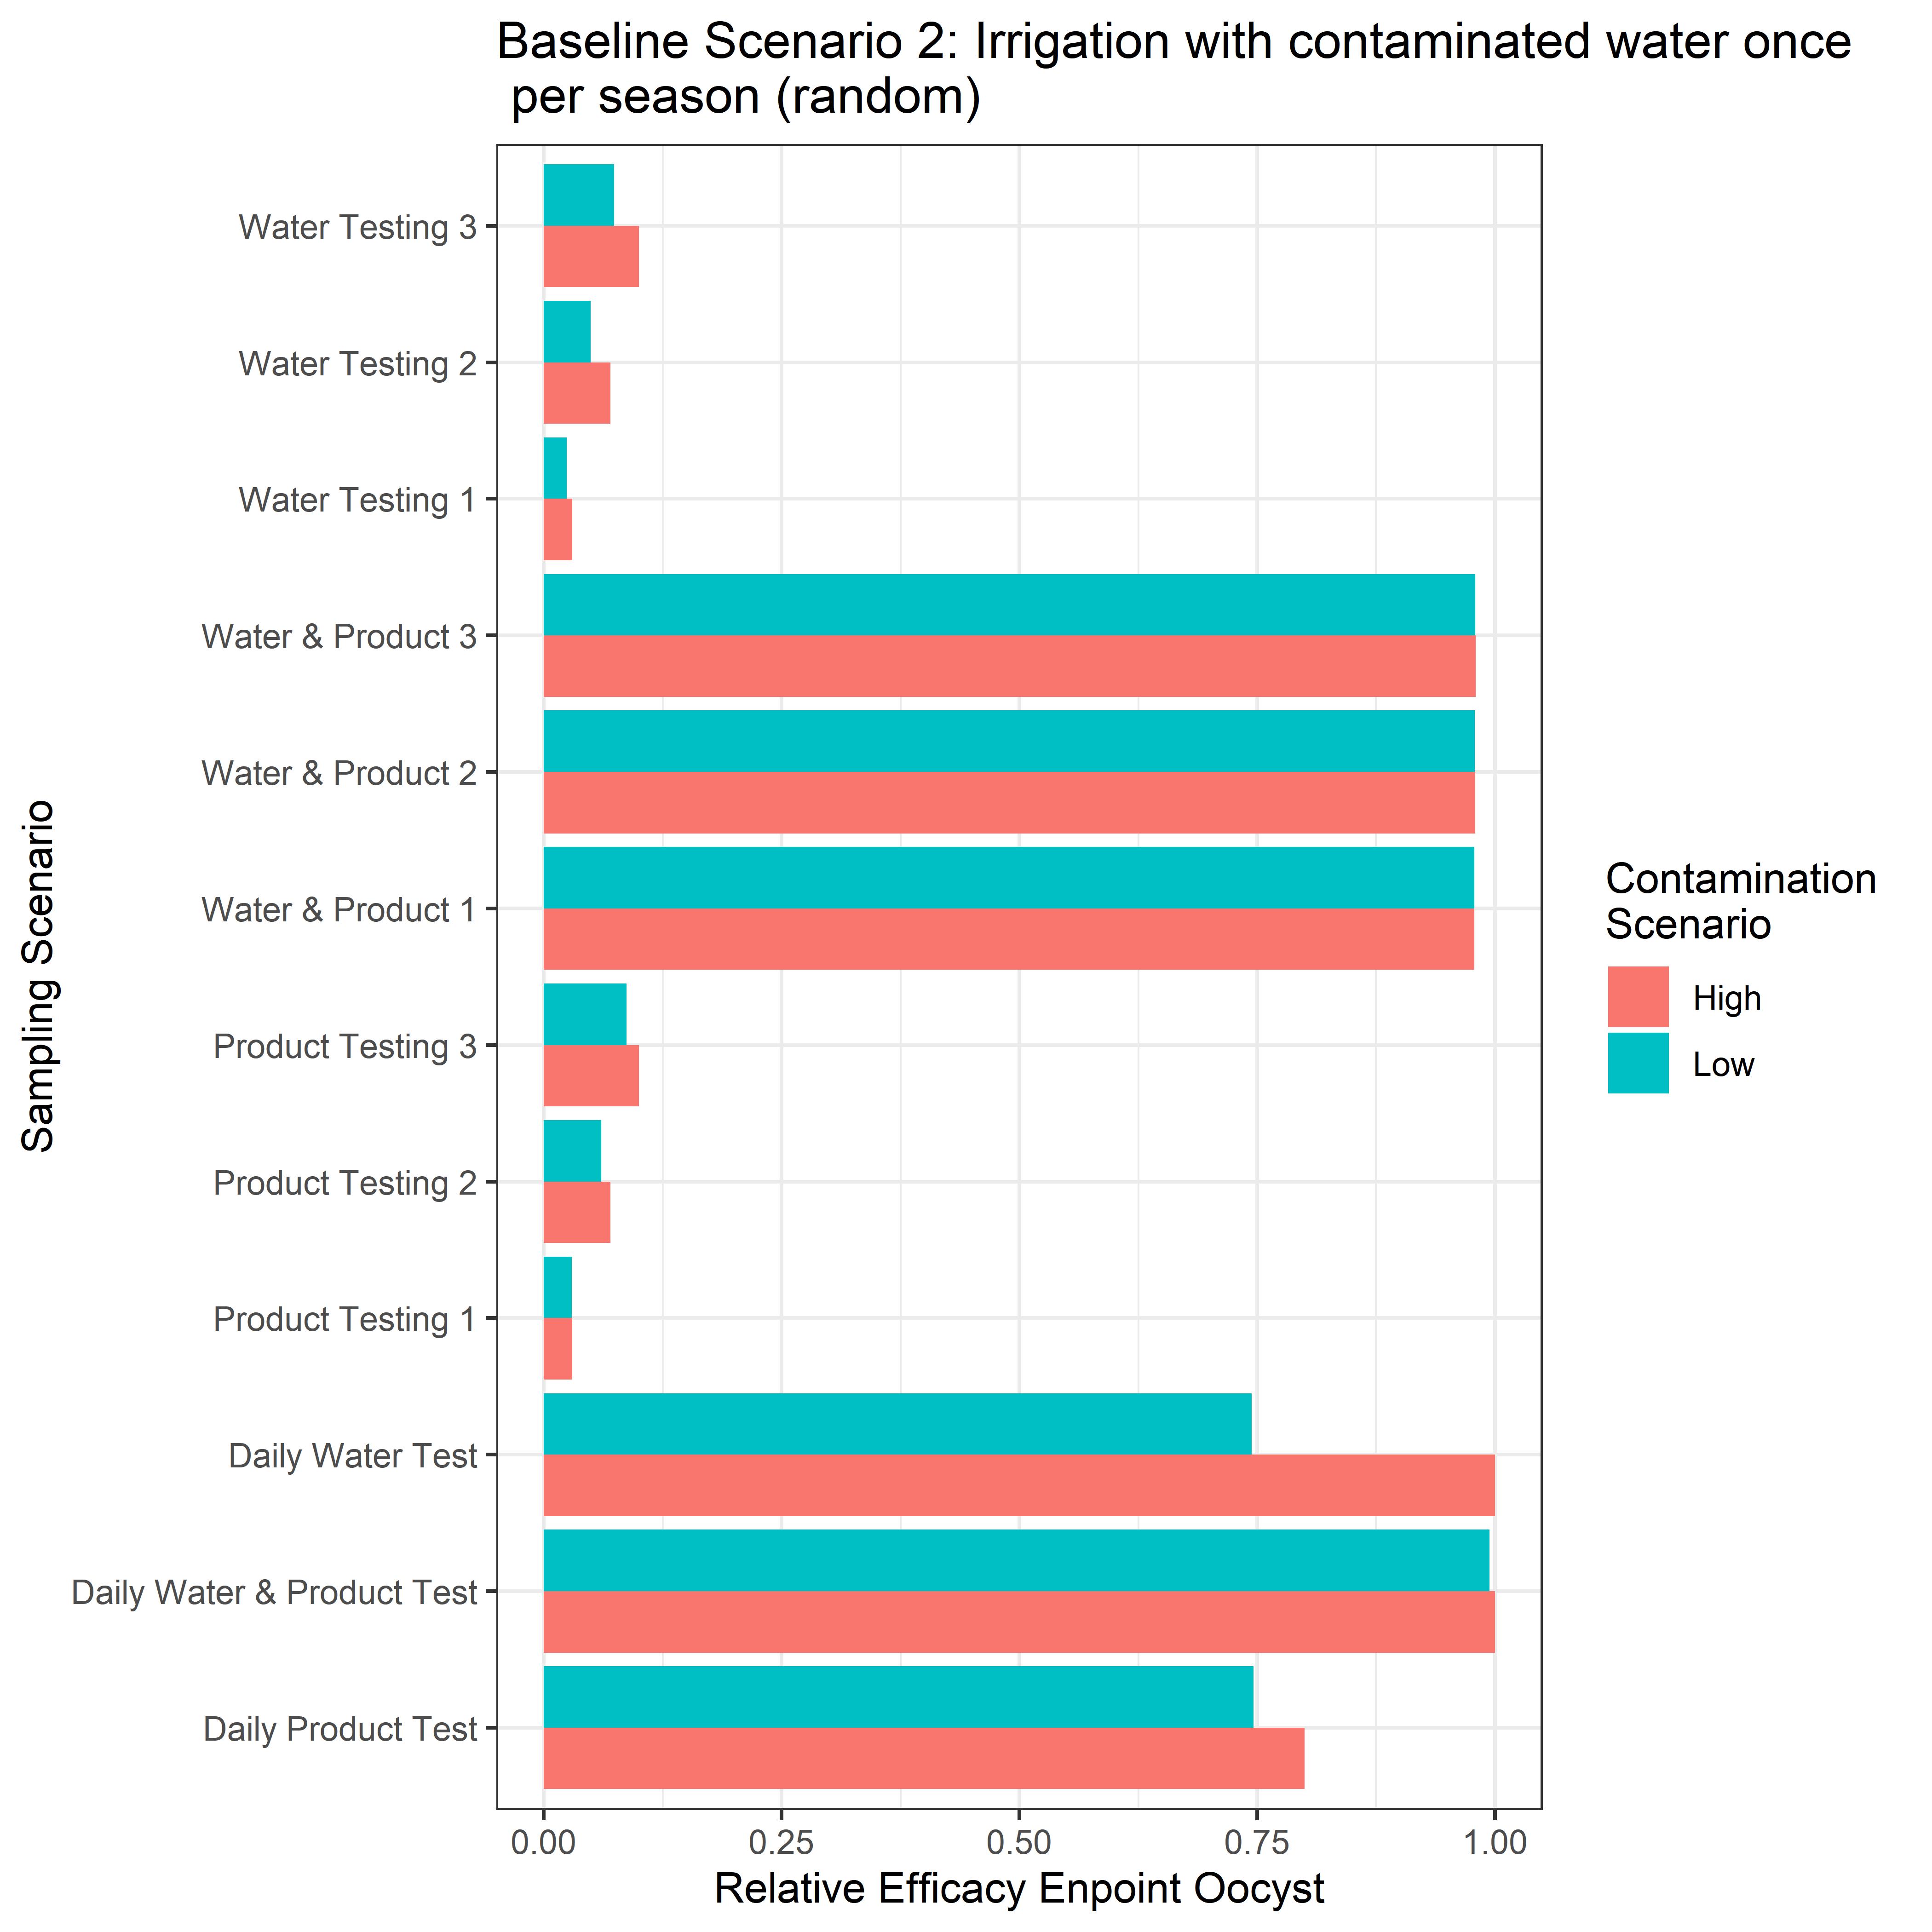 Baseline Scenario 2: Irrigation with contaminated water once
per season (random)
Water Testing 3
Water Testing 2
Water Testing 1
Water & Product 3
Water & Product 2
Water & Product 1
Product Testing 3
Product Testing 2
Product Testing 1
Daily Water Test
Daily Water & Product Test
Daily Product Test
Sampling Scenario
0.00 0.25 0.50 0.75 1.00
Relative Efficacy Enpoint Oocyst
Contamination
Scenario
High
Low